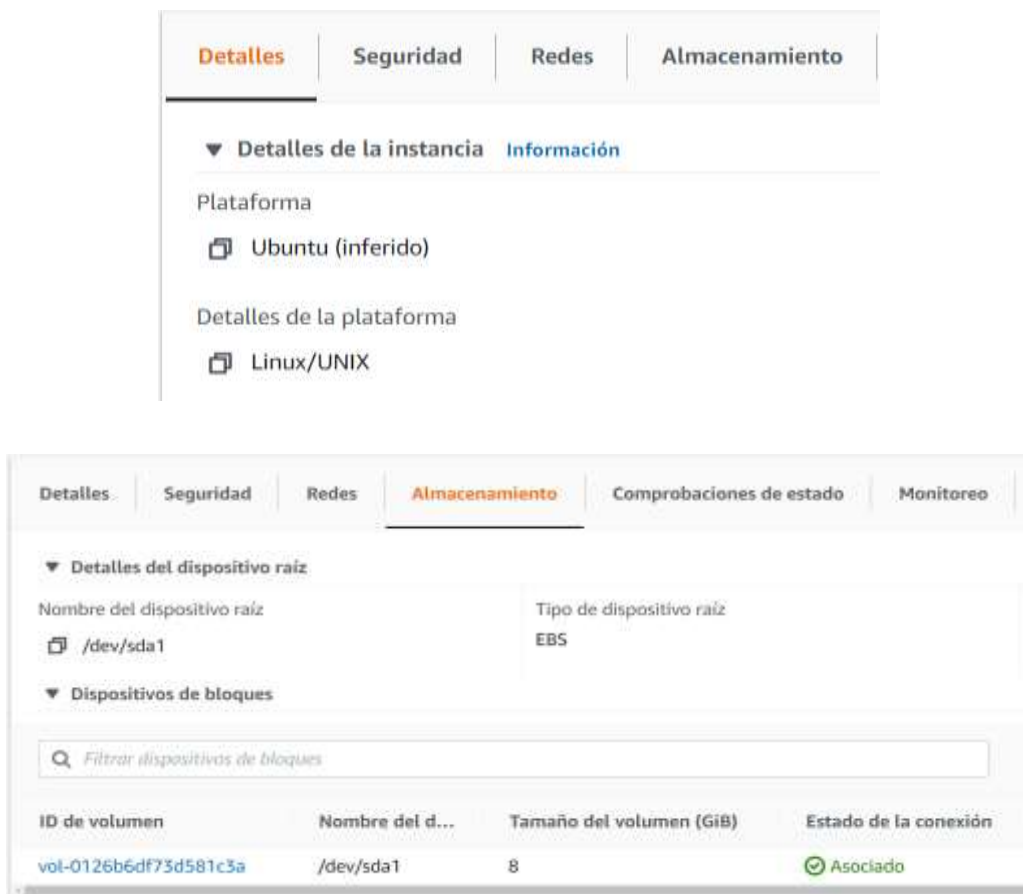 Detalles Seguridad Redes Almacenamiento
Detalles de la instancia Información
Plataforma
Ubuntu (inferido)
Detalles de la plataforma
Linux/UNIX
Detalles Seguridad Redes Almacenamiento Comprobaciones de estado Monitoreo
Detalles del dispositivo raíz
Nombre del dispositivo raíz Tipo de dispositivo raíz
/dev/sda1 EBS
Dispositivos de bloques
Filtrar dispositivos de bloques
ID de volumen Nombre del d... Tamaño del volumen (GiB) Estado de la conexión
vol-0126b6df73d581c3a /dev/sda1 8 Asociado